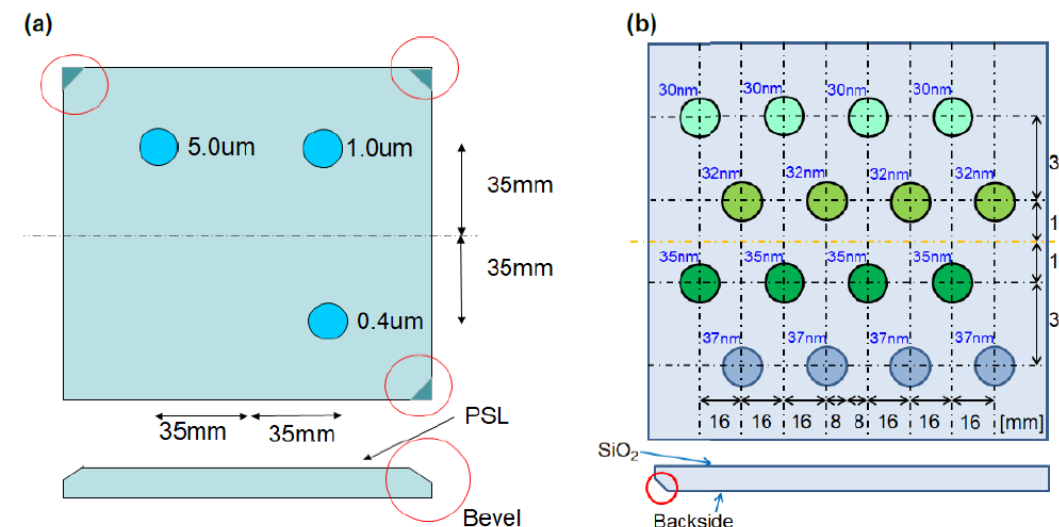 (a)
5.0um
1.0um
35mm
35mm
0.4um
35mm
35mm
PSL
Bevel
(b)
30nm 30nm 30nm 30nm
32nm 32nm 32nm 32nm
35nm 35nm 35nm 35nm
37nm 37nm 37nm 37nm
3
1
1
3
16 16 16 8 8 16 16 16 [mm]
SiO₂
Backside